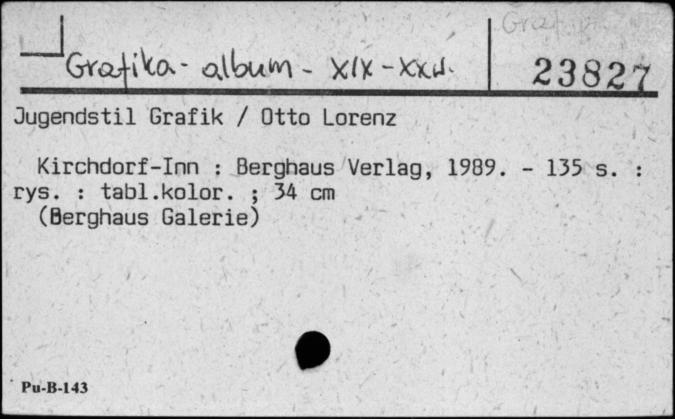 Grafika - album - XIX-XXw.
23827
Jugendstil Grafik / Otto Lorenz
Kirchdorf-Inn : Berghaus Verlag, 1989. - 135 s. :
rys. : tabl.kolor. ; 34 cm
(Berghaus Galerie)
Pu-B-143